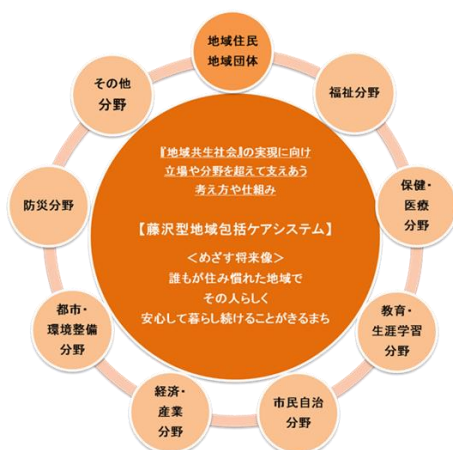 地域住民
地域団体
福祉分野
保健・
医療
分野
教育・
生涯学習
分野
市民自治
分野
経済・
産業
分野
都市・
環境整備
分野
防災分野
その他
分野
『地域共生社会』の実現に向け
立場や分野を超えて支えあう
考え方や仕組み
【藤沢型地域包括ケアシステム】
＜めざす将来像＞
誰もが住み慣れた地域で
その人らしく
安心して暮らし続けることがきるまち